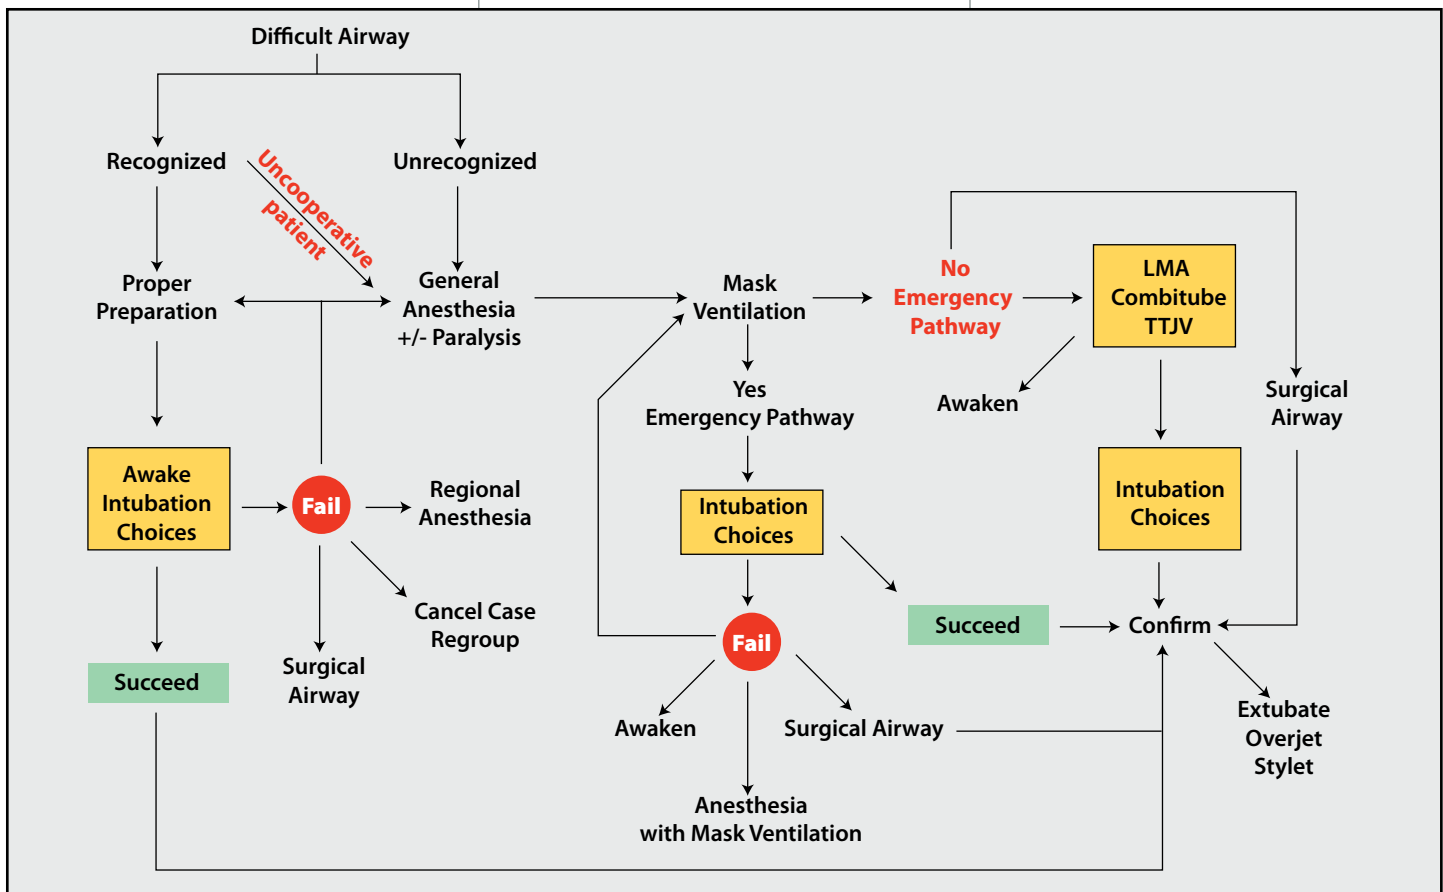 Difficult Airway
Recognized
Unrecognized
Uncooperative
patient
Proper
Preparation
General
Anesthesia
+/- Paralysis
Mask
Ventilation
No
Emergency
Pathway
LMA
Combitube
TTJV
Awaken
Surgical
Airway
Yes
Emergency Pathway
Awake
Intubation
Choices
Fail
Regional
Anesthesia
Intubation
Choices
Intubation
Choices
Cancel Case
Regroup
Surgical
Airway
Succeed
Fail
Succeed
Confirm
Awaken
Surgical Airway
Extubate
Overjet
Stylet
Anesthesia
with Mask Ventilation